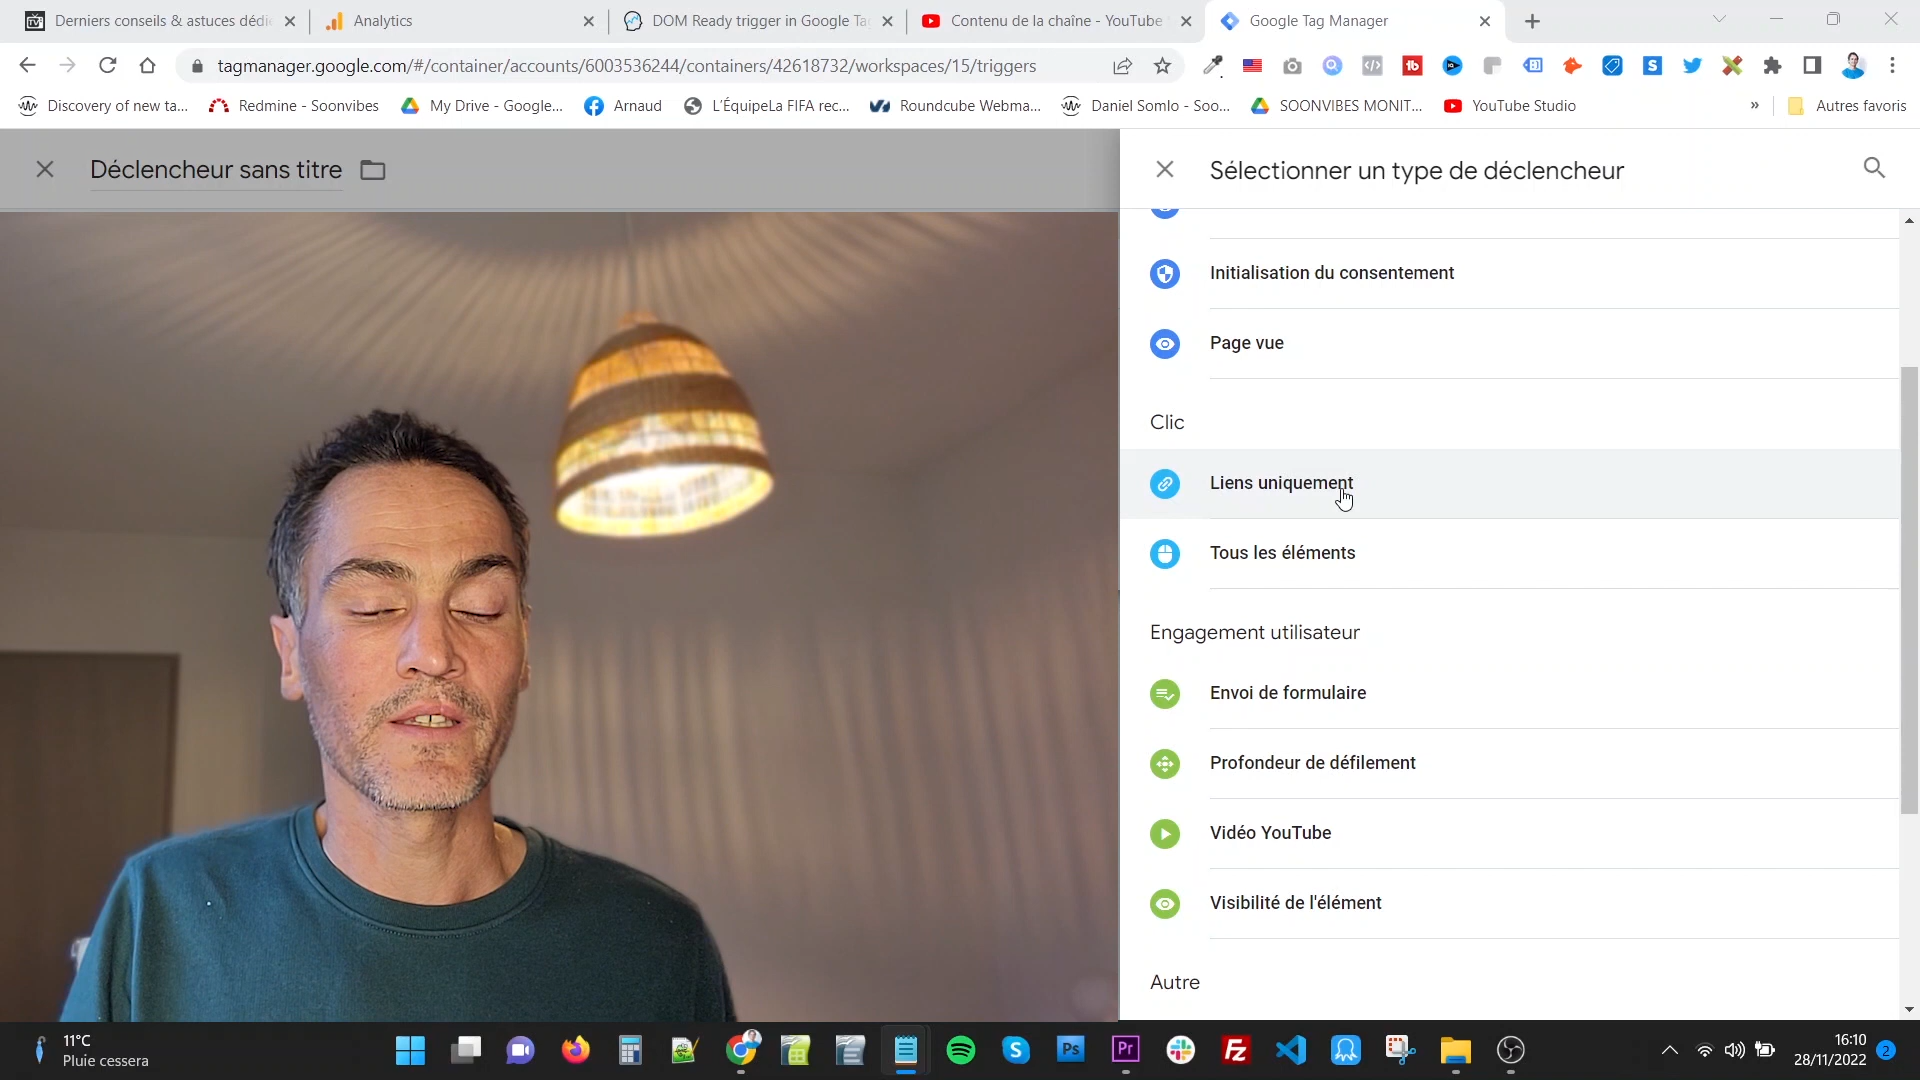 Derniers conseils & astuces dédi
Analytics
DOM Ready trigger in Google Ta
Contenu de la chaîne - YouTube
Google Tag Manager
tagmanager.google.com/#/container/accounts/6003536244/containers/42618732/workspaces/15/triggers
Discovery of new ta...
Redmine - Soonvibes
My Drive - Google...
Arnaud
L'ÉquipeLa FIFA rec...
Roundcube Webma...
Daniel Somlo - Soo...
SOONVIBES MONIT...
YouTube Studio
»
Autres favoris
Déclencheur sans titre
Sélectionner un type de déclencheur
Initialisation du consentement
Page vue
Clic
Liens uniquement
Tous les éléments
Engagement utilisateur
Envoi de formulaire
Profondeur de défilement
Vidéo YouTube
Visibilité de l'élément
Autre
11°C
Pluie cessera
Ps
Pr
Fz
16:10
28/11/2022
2